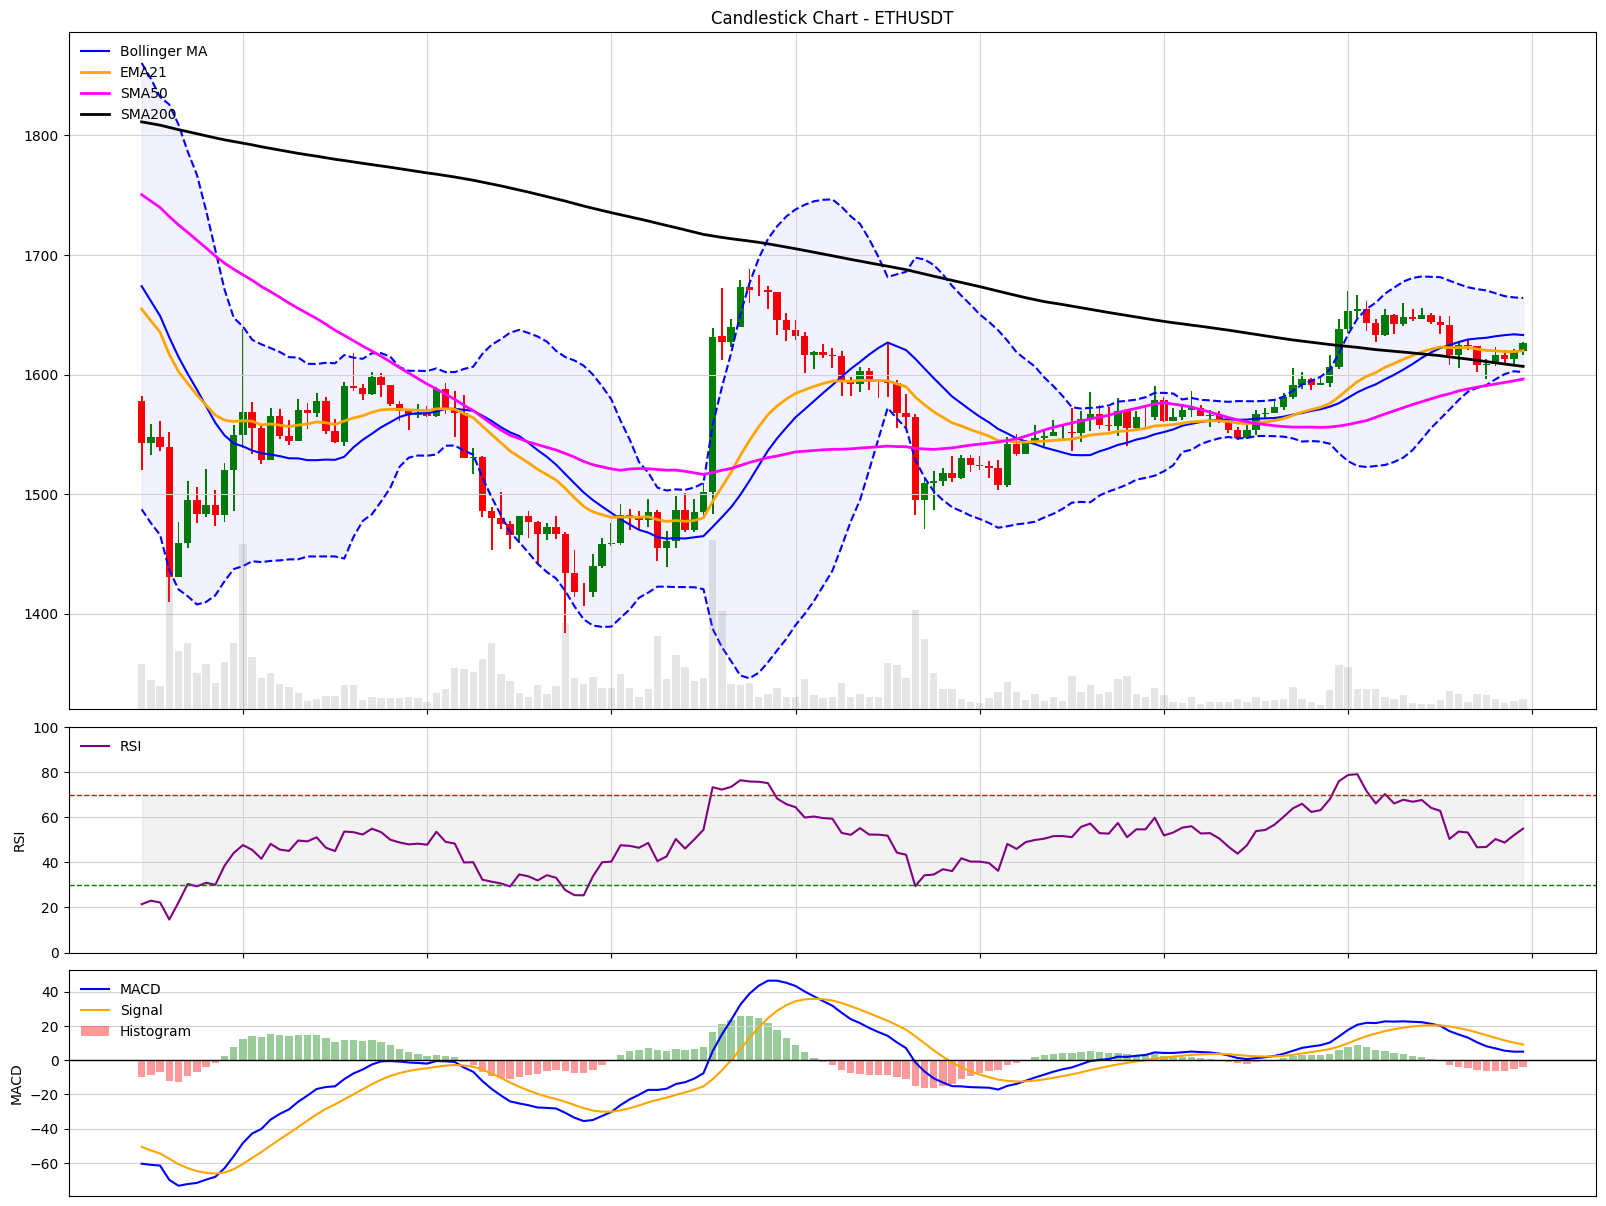 Candlestick Chart - ETHUSDT
Bollinger MA
EMA21
SMA50
SMA200
1800
1700
1600
1500
1400
100
80
60
40
20
0
RSI
RSI
40
20
0
−20
−40
−60
MACD
MACD
Signal
Histogram